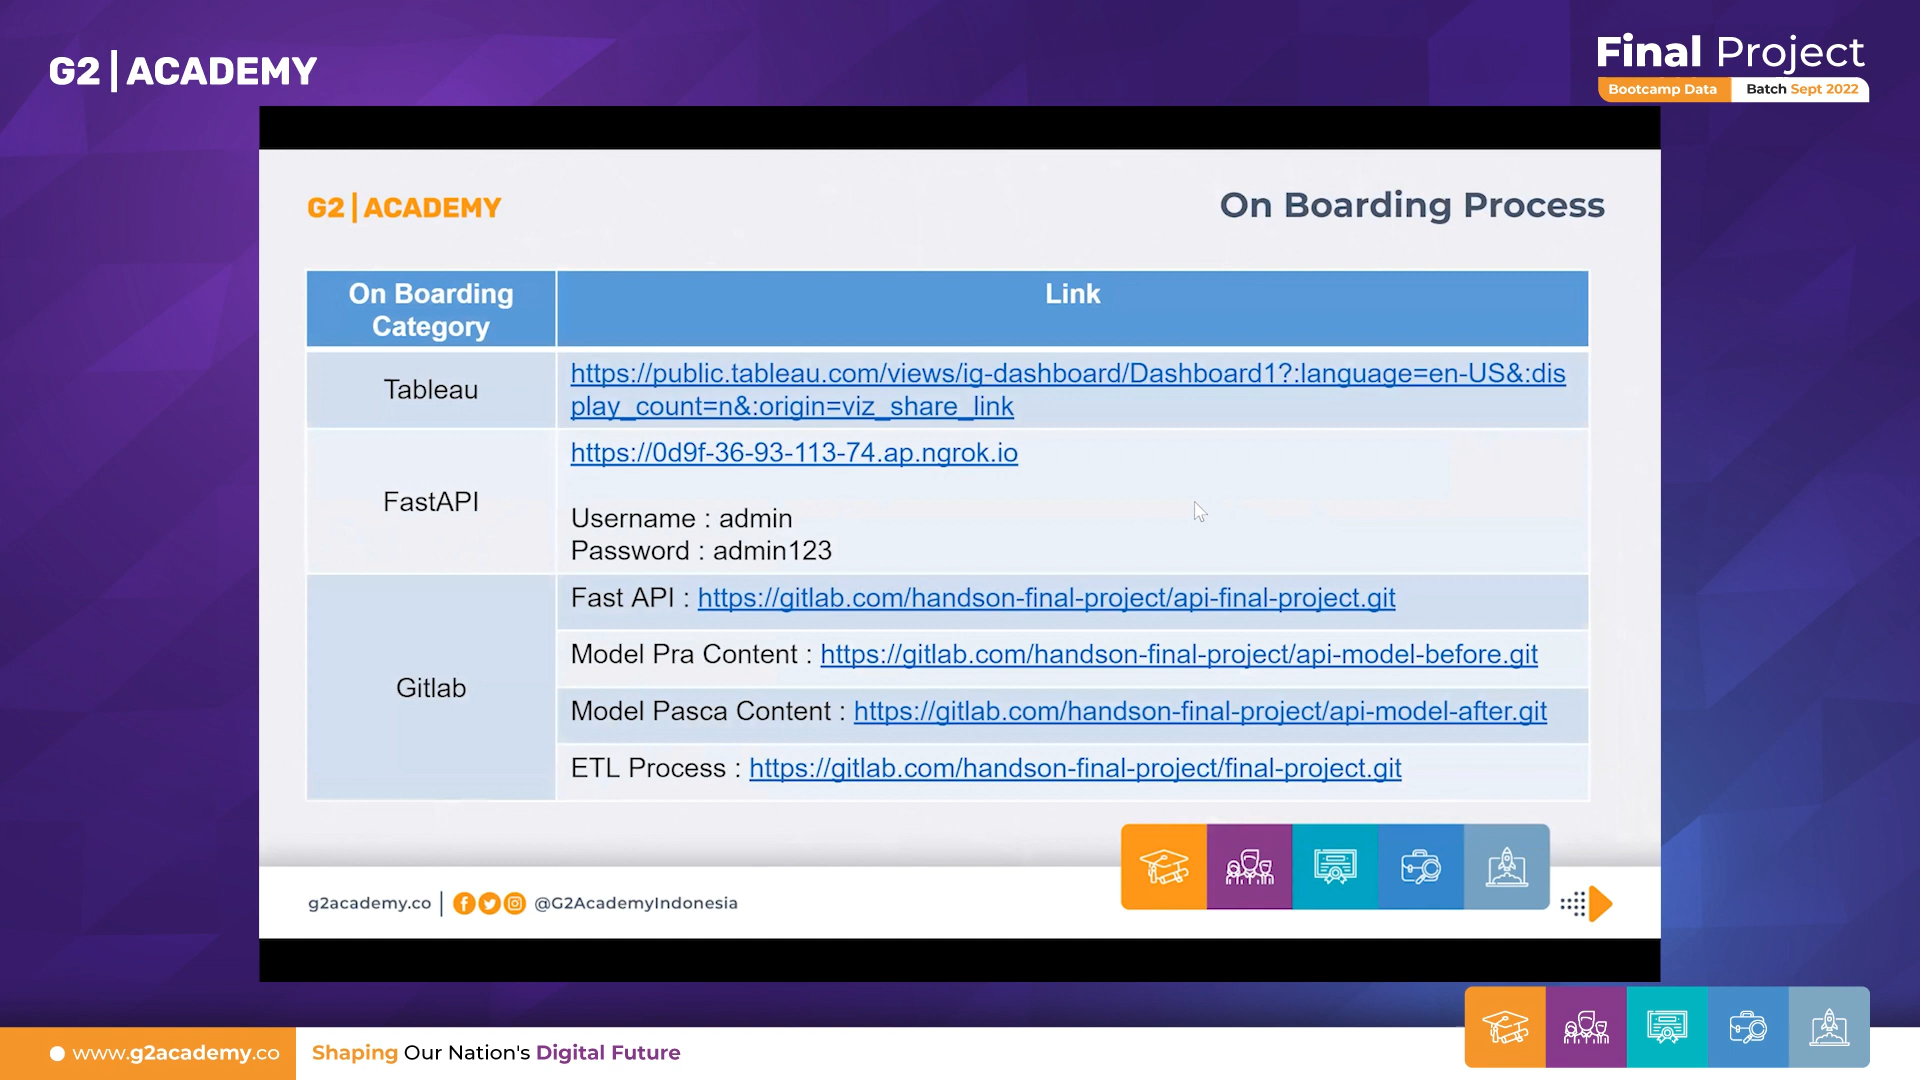 G2 | ACADEMY
Final Project
Bootcamp Data
Batch Sept 2022
G2 | ACADEMY
On Boarding Process
On Boarding
Category
Link
Tableau
https://public.tableau.com/views/ig-dashboard/Dashboard1?:language=en-US&:dis
play_count=n&:origin=viz_share_link
FastAPI
https://0d9f-36-93-113-74.ap.ngrok.io
Username : admin
Password : admin123
Gitlab
Fast API : https://gitlab.com/handson-final-project/api-final-project.git
Model Pra Content : https://gitlab.com/handson-final-project/api-model-before.git
Model Pasca Content : https://gitlab.com/handson-final-project/api-model-after.git
ETL Process : https://gitlab.com/handson-final-project/final-project.git
g2academy.co
@G2AcademyIndonesia
www.g2academy.co
Shaping Our Nation's Digital Future